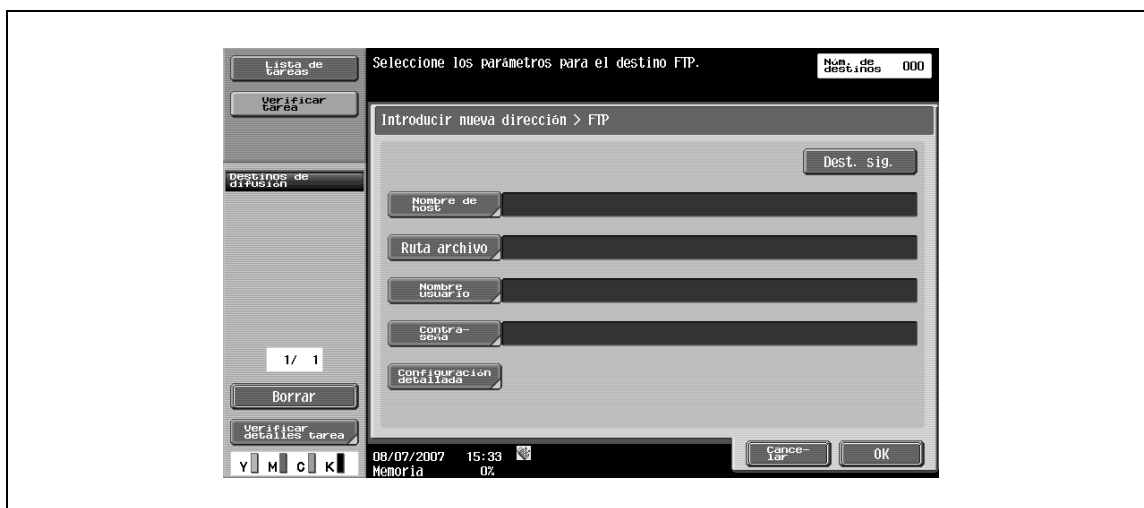 Lista de
tareas
Verificar
tarea
Destinos de
difusión
1/ 1
Borrar
Verificar
detalles tarea
Y M C K
Seleccione los parámetros para el destino FTP.
Núm. de
destinos 000
Introducir nueva dirección > FTP
Dest. sig.
Nombre de
host
Ruta archivo
Nombre
usuario
Contra-
seña
Configuración
detallada
08/07/2007 15:33
Memoria 0%
Cance-
lar
OK